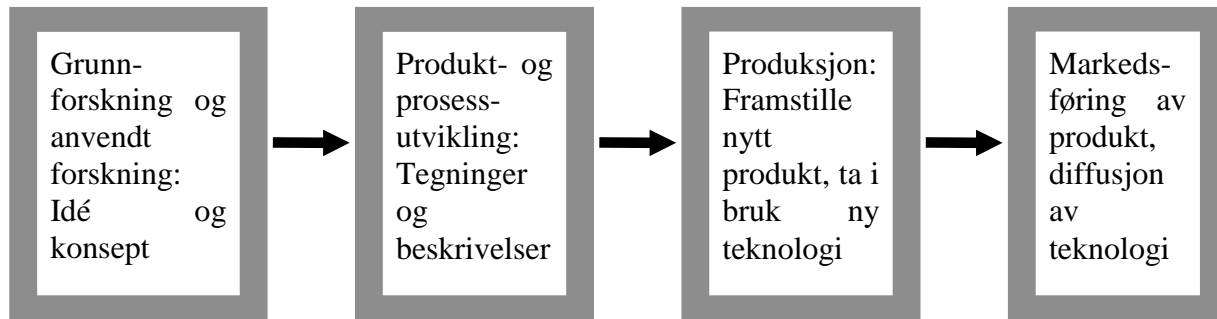 Grunn-
forskning og
anvendt
forskning:
Idé og
konsept
Produkt- og
prosess-
utvikling:
Tegninger
og
beskrivelser
Produksjon:
Framstille
nytt
produkt, ta i
bruk ny
teknologi
Markeds-
føring av
produkt,
diffusjon
av
teknologi